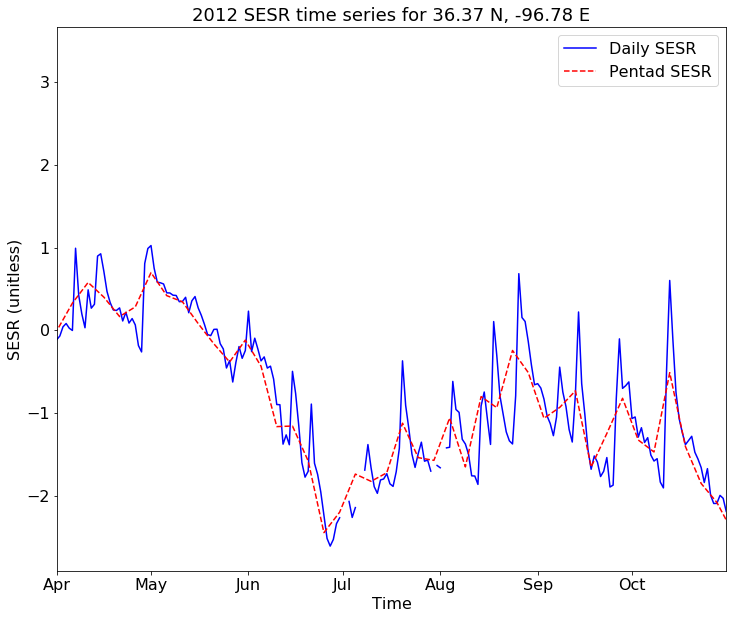 2012 SESR time series for 36.37 N, -96.78 E
Daily SESR
Pentad SESR
3
2
1
0
−1
−2
SESR (unitless)
Apr May Jun Jul Aug Sep Oct
Time